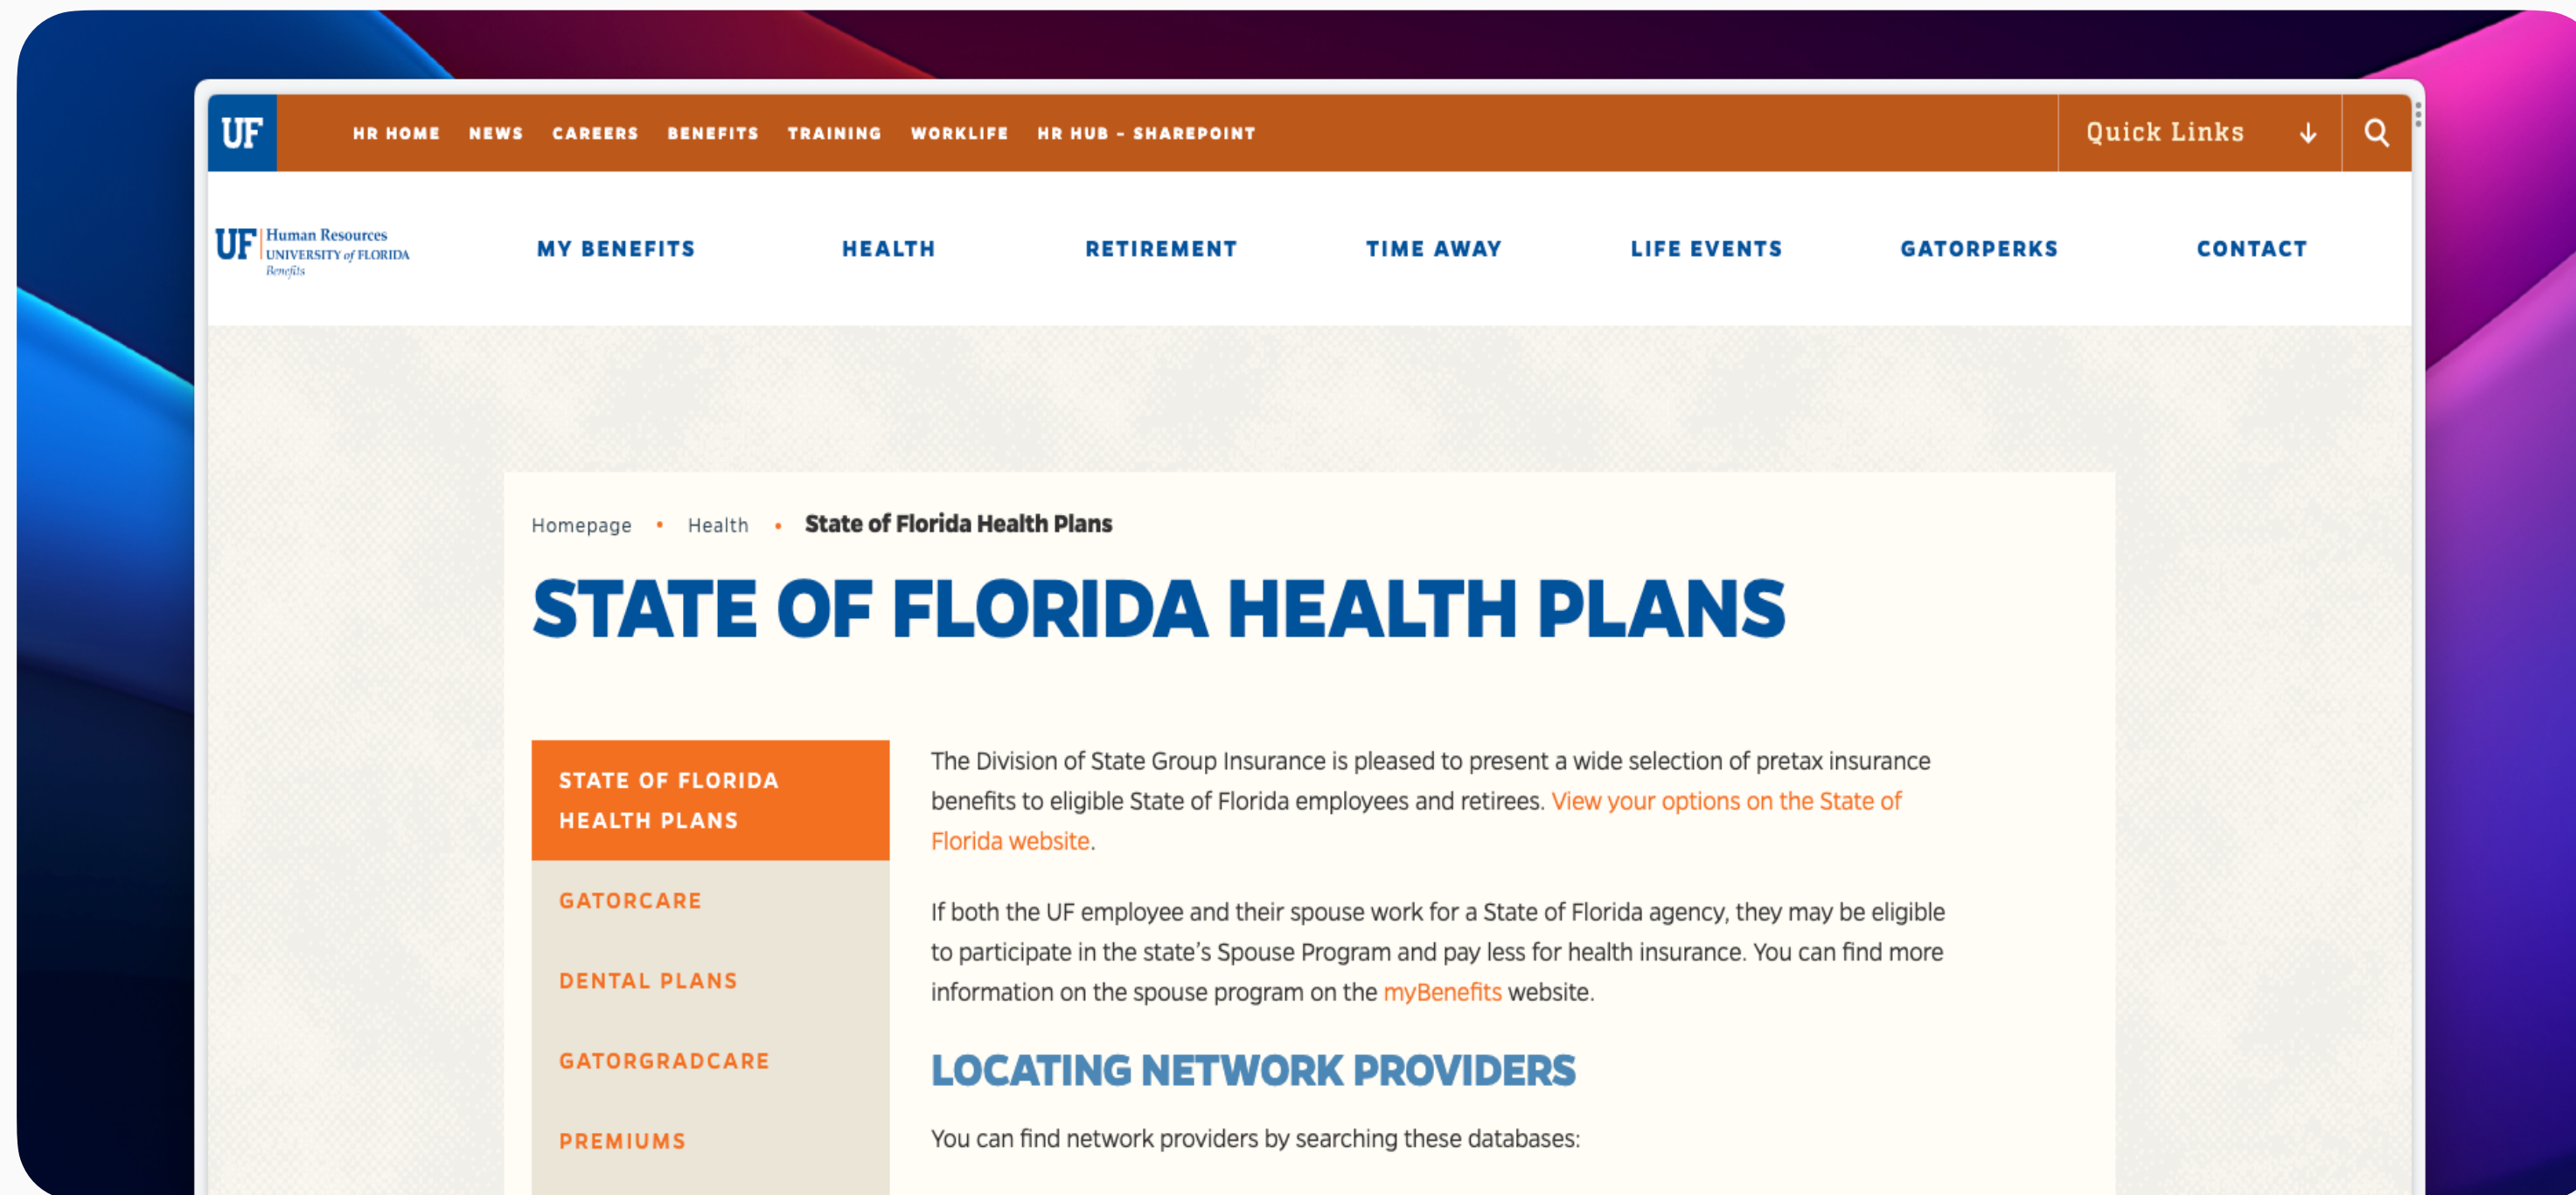 UF
HR HOME NEWS CAREERS BENEFITS TRAINING WORKLIFE HR HUB – SHAREPOINT
Quick Links
UF
Human Resources
UNIVERSITY of FLORIDA
Benefits
MY BENEFITS HEALTH RETIREMENT TIME AWAY LIFE EVENTS GATORPERKS CONTACT
Homepage • Health • State of Florida Health Plans
STATE OF FLORIDA HEALTH PLANS
STATE OF FLORIDA
HEALTH PLANS
GATORCARE
DENTAL PLANS
GATORGRADCARE
PREMIUMS
The Division of State Group Insurance is pleased to present a wide selection of pretax insurance
benefits to eligible State of Florida employees and retirees. View your options on the State of
Florida website.
If both the UF employee and their spouse work for a State of Florida agency, they may be eligible
to participate in the state’s Spouse Program and pay less for health insurance. You can find more
information on the spouse program on the myBenefits website.
LOCATING NETWORK PROVIDERS
You can find network providers by searching these databases: